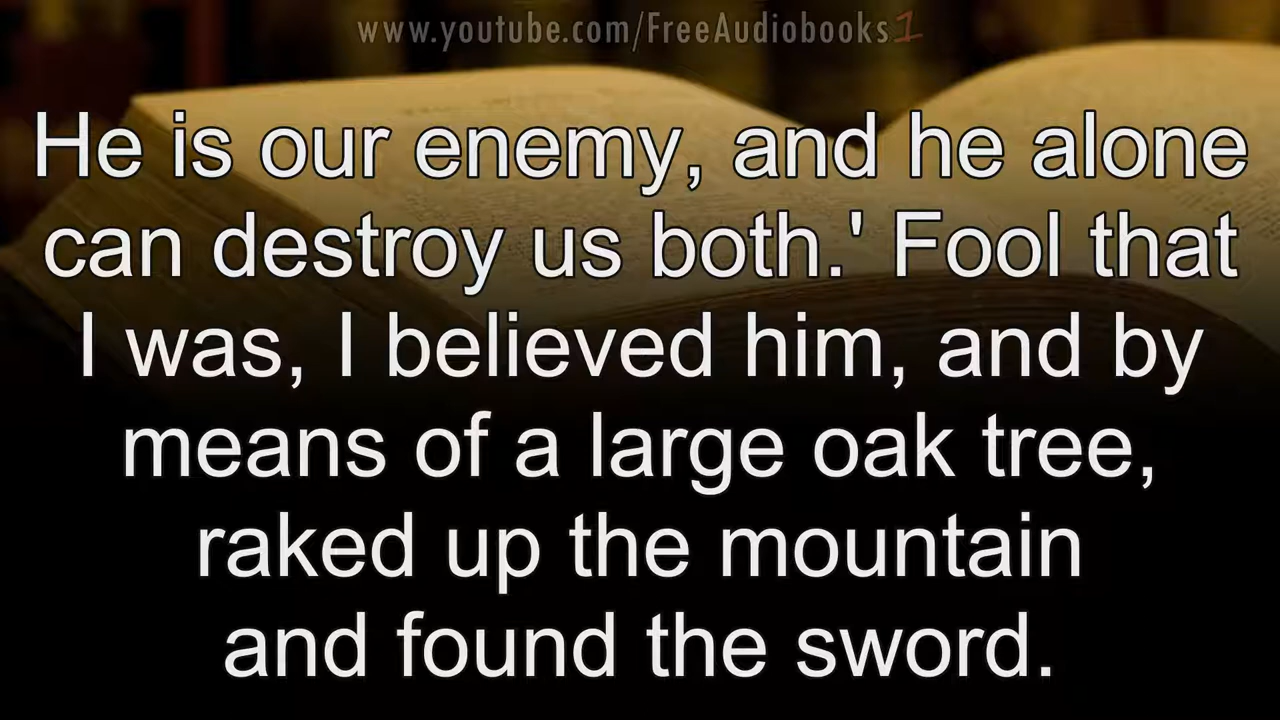 www.youtube.com/FreeAudiobooks1
He is our enemy, and he alone
can destroy us both.' Fool that
I was, I believed him, and by
means of a large oak tree,
raked up the mountain
and found the sword.